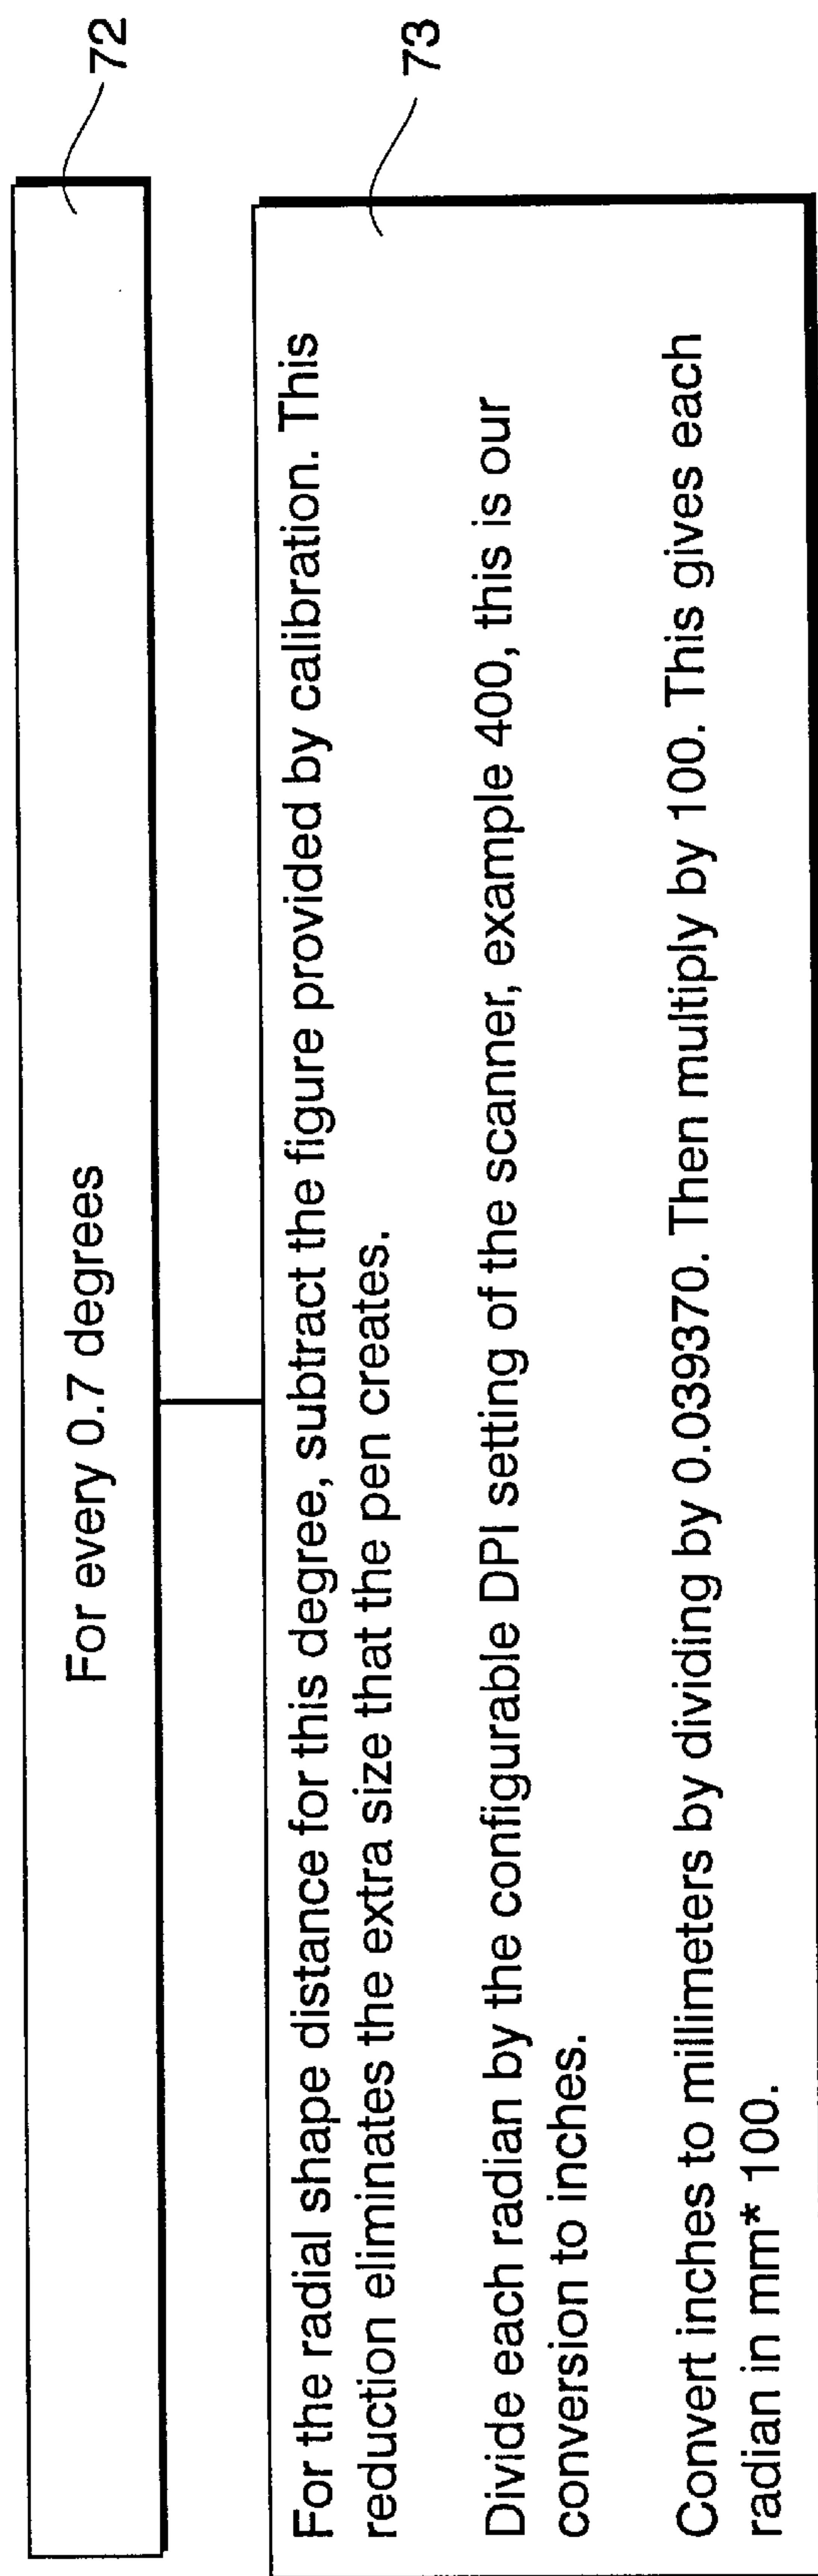 For every 0.7 degrees
72
For the radial shape distance for this degree, subtract the figure provided by calibration. This
reduction eliminates the extra size that the pen creates.
Divide each radian by the configurable DPI setting of the scanner, example 400, this is our
conversion to inches.
Convert inches to millimeters by dividing by 0.039370. Then multiply by 100. This gives each
radian in mm* 100.
73